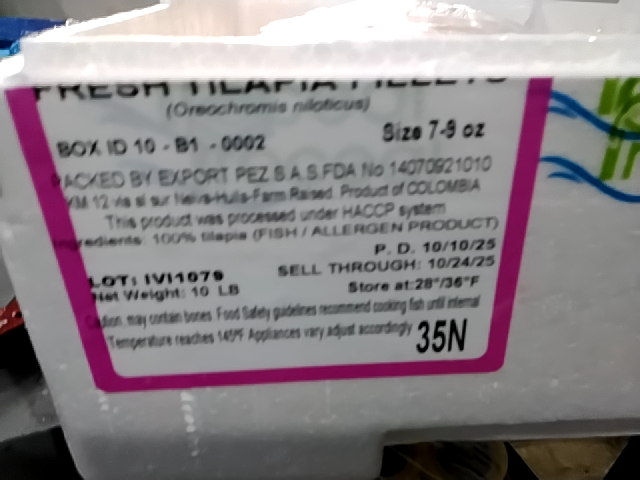 FRESH TILAPIA FILLETS
(Oreochromis niloticus)
Size 7-9 oz
BOX ID 10 - B1 - 0002
PACKED BY EXPORT PEZ S.A.S.FDA No 14070921010
KM 12 vía al sur Neiva-Huila-Farm Raised. Product of COLOMBIA
This product was processed under HACCP system
Ingredients: 100% tilapia (FISH / ALLERGEN PRODUCT)
P. D. 10/10/25
LOT: IVI1079
SELL THROUGH: 10/24/25
Net Weight: 10 LB
Store at:28°/36°F
Caution, may contain bones. Food Safety guidelines recommend cooking fish until internal
Temperature reaches 145°F Appliances vary, adjust accordingly
35N